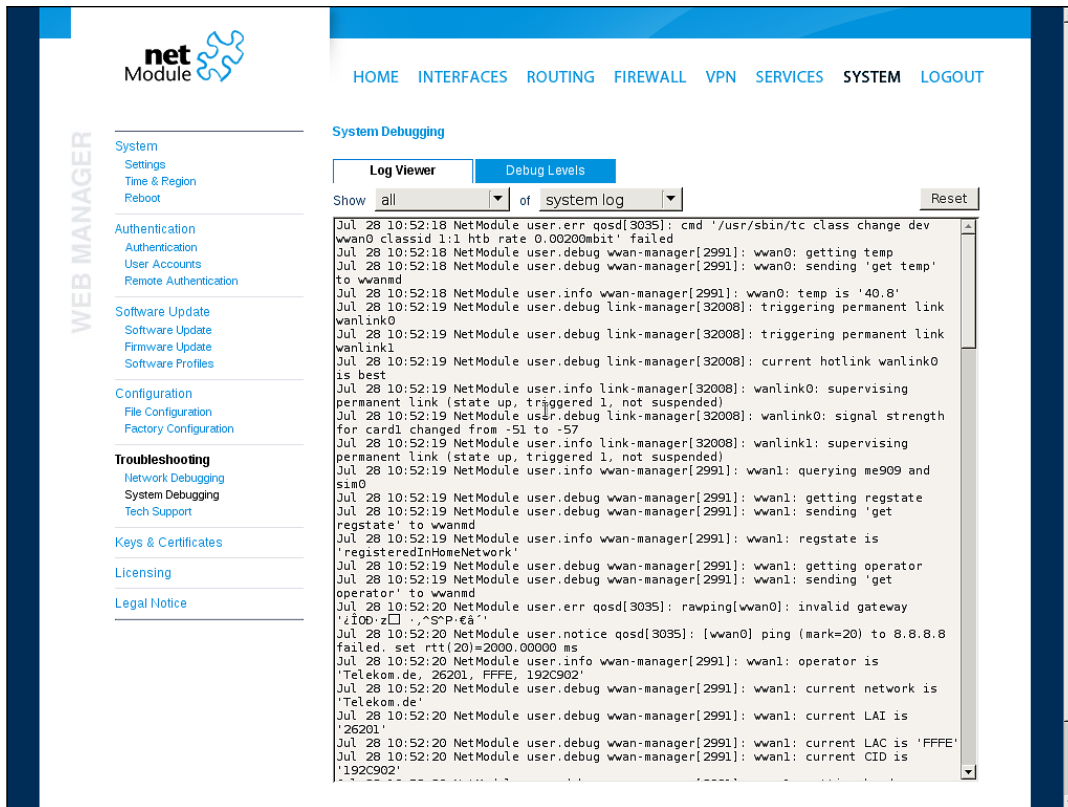 net
Module
HOME INTERFACES ROUTING FIREWALL VPN SERVICES SYSTEM LOGOUT
WEB MANAGER
System
Settings
Time & Region
Reboot
Authentication
Authentication
User Accounts
Remote Authentication
Software Update
Software Update
Firmware Update
Software Profiles
Configuration
File Configuration
Factory Configuration
Troubleshooting
Network Debugging
System Debugging
Tech Support
Keys & Certificates
Licensing
Legal Notice
System Debugging
Log Viewer Debug Levels
Show all of system log Reset
Jul 28 10:52:18 NetModule user.err qosd[3035]: cmd '/usr/sbin/tc class change dev
wwan0 classid 1:1 htb rate 0.00200mbit' failed
Jul 28 10:52:18 NetModule user.debug wwan-manager[2991]: wwan0: getting temp
Jul 28 10:52:18 NetModule user.debug wwan-manager[2991]: wwan0: sending 'get temp'
to wwanmd
Jul 28 10:52:18 NetModule user.info wwan-manager[2991]: wwan0: temp is '40.8'
Jul 28 10:52:19 NetModule user.debug link-manager[32008]: triggering permanent link
wanlink0
Jul 28 10:52:19 NetModule user.debug link-manager[32008]: triggering permanent link
wanlink1
Jul 28 10:52:19 NetModule user.debug link-manager[32008]: current hotlink wanlink0
is best
Jul 28 10:52:19 NetModule user.info link-manager[32008]: wanlink0: supervising
permanent link (state up, triggered 1, not suspended)
Jul 28 10:52:19 NetModule user.debug link-manager[32008]: wanlink0: signal strength
for card1 changed from -51 to -57
Jul 28 10:52:19 NetModule user.info link-manager[32008]: wanlink1: supervising
permanent link (state up, triggered 1, not suspended)
Jul 28 10:52:19 NetModule user.info wwan-manager[2991]: wwan1: querying me909 and
sim0
Jul 28 10:52:19 NetModule user.debug wwan-manager[2991]: wwan1: getting regstate
Jul 28 10:52:19 NetModule user.debug wwan-manager[2991]: wwan1: sending 'get
regstate' to wwanmd
Jul 28 10:52:19 NetModule user.info wwan-manager[2991]: wwan1: regstate is
'registeredInHomeNetwork'
Jul 28 10:52:19 NetModule user.debug wwan-manager[2991]: wwan1: getting operator
Jul 28 10:52:19 NetModule user.debug wwan-manager[2991]: wwan1: sending 'get
operator' to wwanmd
Jul 28 10:52:20 NetModule user.err qosd[3035]: rawping[wwan0]: invalid gateway
Jul 28 10:52:20 NetModule user.notice qosd[3035]: [wwan0] ping (mark=20) to 8.8.8.8
failed. set rtt(20)=2000.00000 ms
Jul 28 10:52:20 NetModule user.info wwan-manager[2991]: wwan1: operator is
'Telekom.de, 26201, FFFE, 192C902'
Jul 28 10:52:20 NetModule user.debug wwan-manager[2991]: wwan1: current network is
'Telekom.de'
Jul 28 10:52:20 NetModule user.debug wwan-manager[2991]: wwan1: current LAI is
'26201'
Jul 28 10:52:20 NetModule user.debug wwan-manager[2991]: wwan1: current LAC is 'FFFE'
Jul 28 10:52:20 NetModule user.debug wwan-manager[2991]: wwan1: current CID is
'192C902'